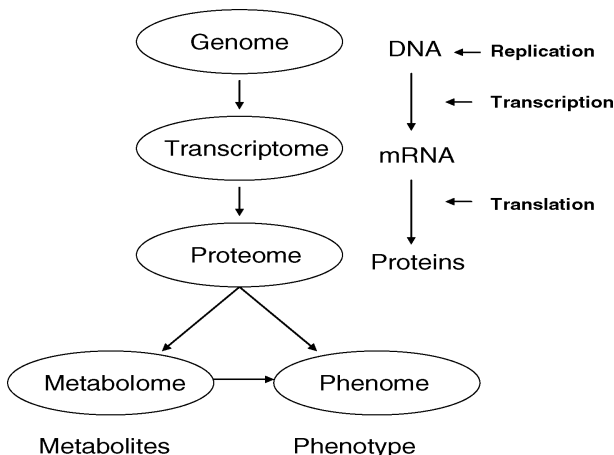 Genome
DNA
Replication
Transcription
Transcriptome
mRNA
Translation
Proteome
Proteins
Metabolome
Phenome
Metabolites
Phenotype